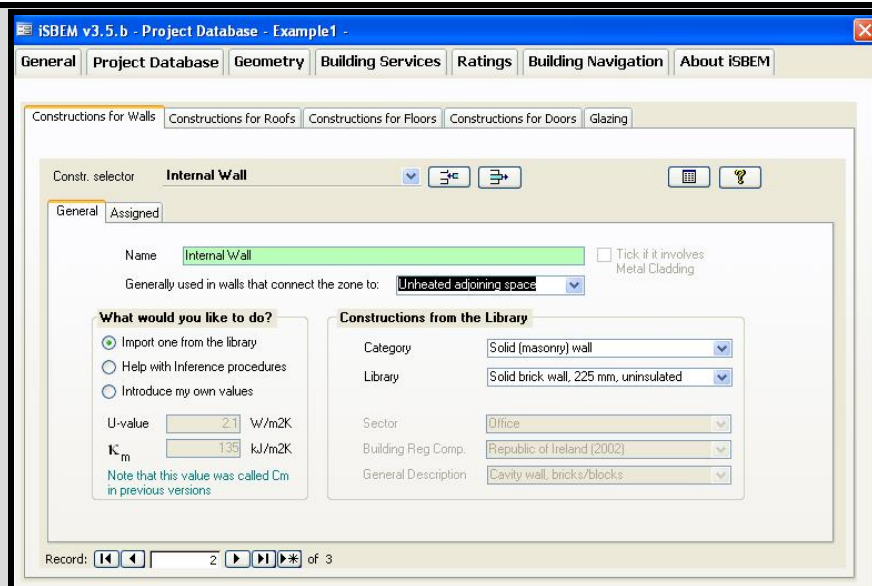 iSBEM v3.5.b - Project Database - Example1 -
General Project Database Geometry Building Services Ratings Building Navigation About iSBEM
Constructions for Walls Constructions for Roofs Constructions for Floors Constructions for Doors Glazing
Constr. selector Internal Wall
General Assigned
Name Internal Wall
Tick if it involves
Metal Cladding
Generally used in walls that connect the zone to: Unheated adjoining space
What would you like to do?
Import one from the library
Help with Inference procedures
Introduce my own values
U-value 2.1 W/m2K
κm 135 kJ/m2K
Note that this value was called Cm
in previous versions
Constructions from the Library
Category Solid (masonry) wall
Library Solid brick wall, 225 mm, uninsulated
Sector Office
Building Reg Comp. Republic of Ireland (2002)
General Description Cavity wall, bricks/blocks
Record: 2 of 3